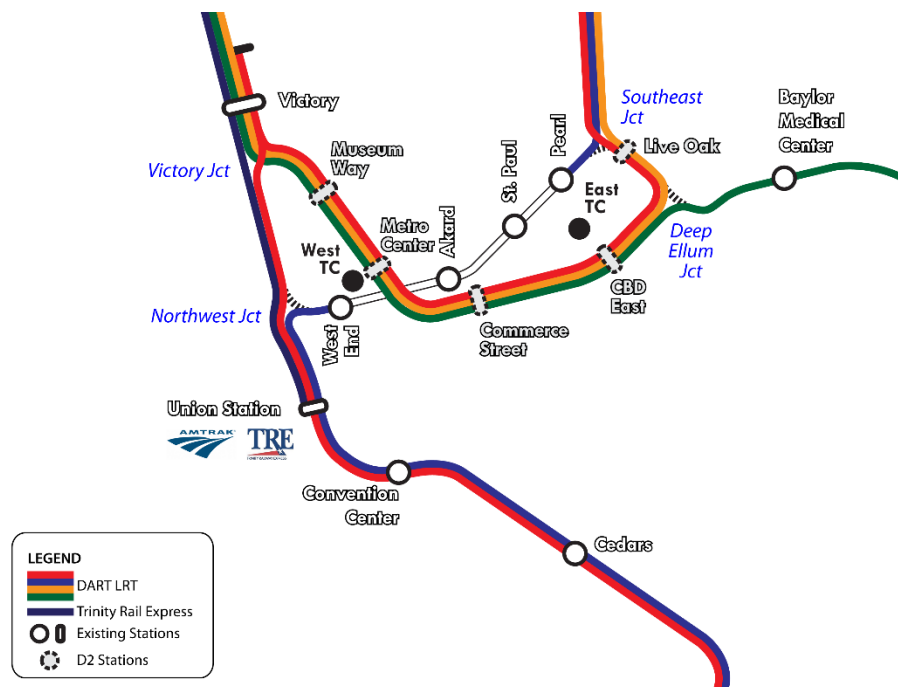 Victory
Southeast
Jct
Baylor
Medical
Center
Museum
Way
St. Paul
Pearl
Live Oak
Victory Jct
East
TC
Metro
Center
Akard
West
TC
Deep
Ellum
Jct
CBD
East
Northwest Jct
West
End
Commerce
Street
Union Station
AMTRAK
TRE
Convention
Center
Cedars
LEGEND
DART LRT
Trinity Rail Express
Existing Stations
D2 Stations